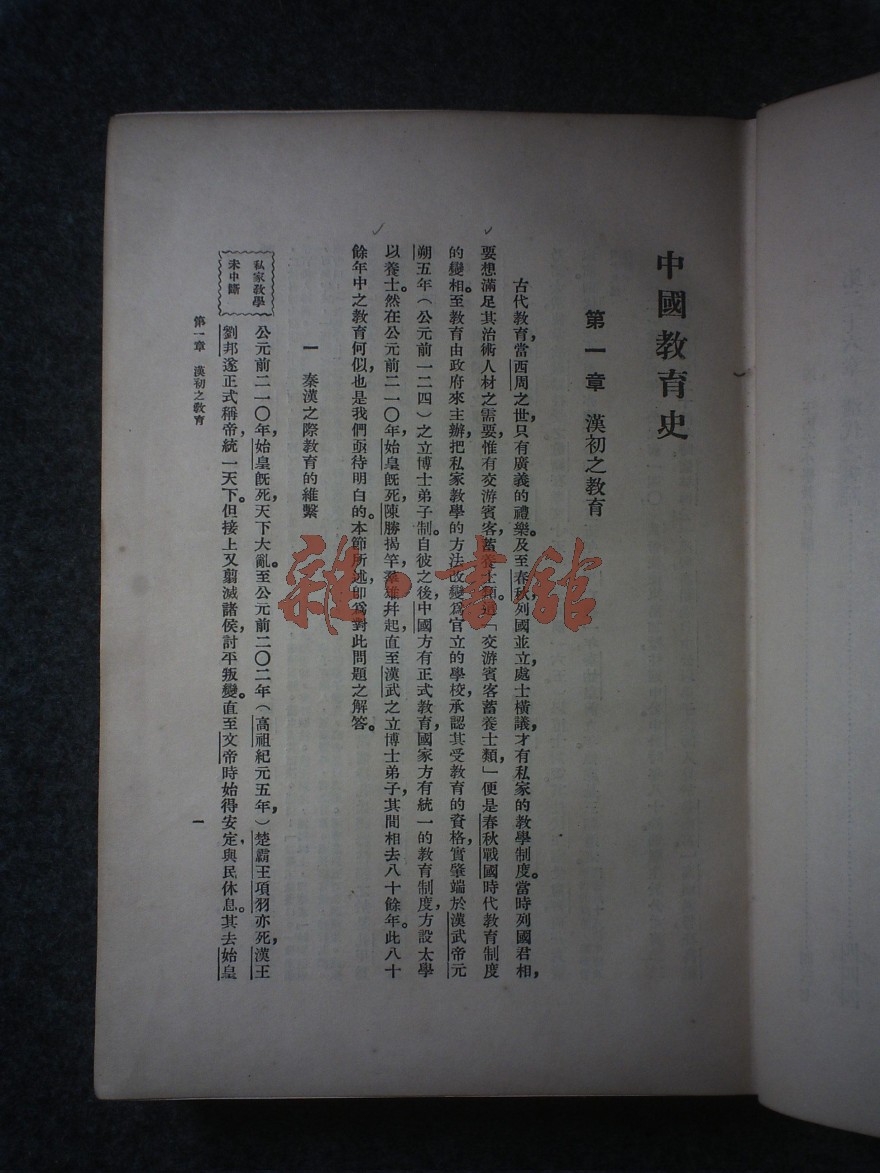 中國教育史
第一章 漢初之教育
古代教育，當西周之世，只有廣義的禮樂。及至春秋，列國並立，處士橫議，才有私家的教學制度。當時列國君相，
要想滿足其治術人材之需要，惟有交游賓客，蓄養士類。這「交游賓客蓄養士類，」便是春秋戰國時代教育制度
的變相。至教育由政府來主辦，把私家教學的方法改變爲官立的學校，承認其受教育的資格，實肇端於漢武帝元
朔五年（公元前一二四）之立博士弟子制。自彼之後，中國方有正式教育，國家方有統一的教育制度，方設太學
以養士。然在公元前二一〇年，始皇旣死，陳勝揭竿，羣雄幷起，直至漢武之立博士弟子，其間相去八十餘年。此八十
餘年中之教育何似，也是我們亟待明白的。本節所述，卽爲對此問題之解答。
一 秦漢之際教育的維繫
私家教學
未中斷
公元前二一〇年，始皇旣死，天下大亂。至公元前二〇二年（高祖紀元五年，）楚霸王項羽亦死，漢王
劉邦遂正式稱帝，統一天下。但接上又翦滅諸侯，討平叛變。直至文帝時始得安定，與民休息。其去始皇
第一章 漢初之教育
一
雜·書館